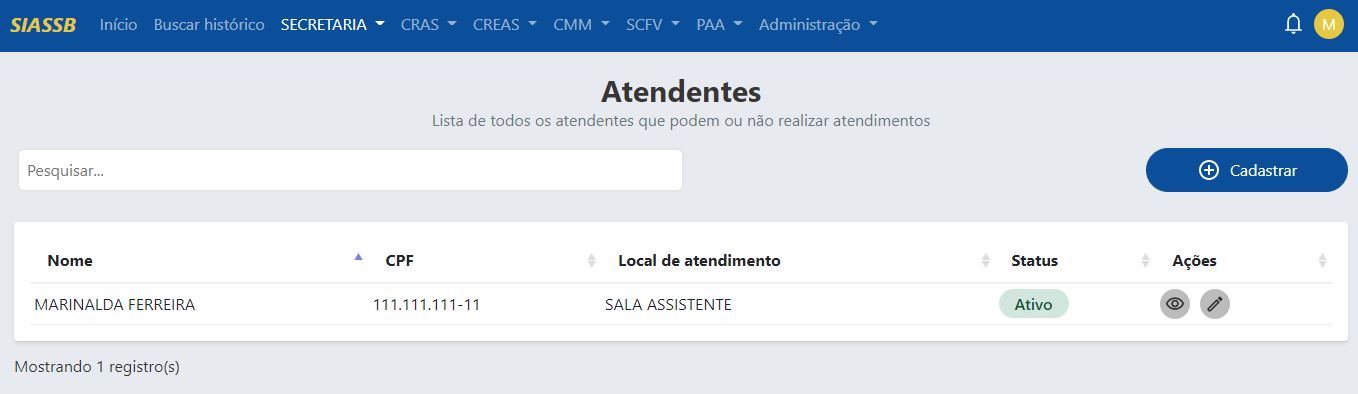 SIASSB Início Buscar histórico SECRETARIA CRAS CREAS CMM SCFV PAA Administração M
Atendentes
Lista de todos os atendentes que podem ou não realizar atendimentos
Pesquisar... Cadastrar
Nome CPF Local de atendimento Status Ações
MARINALDA FERREIRA 111.111.111-11 SALA ASSISTENTE Ativo
Mostrando 1 registro(s)